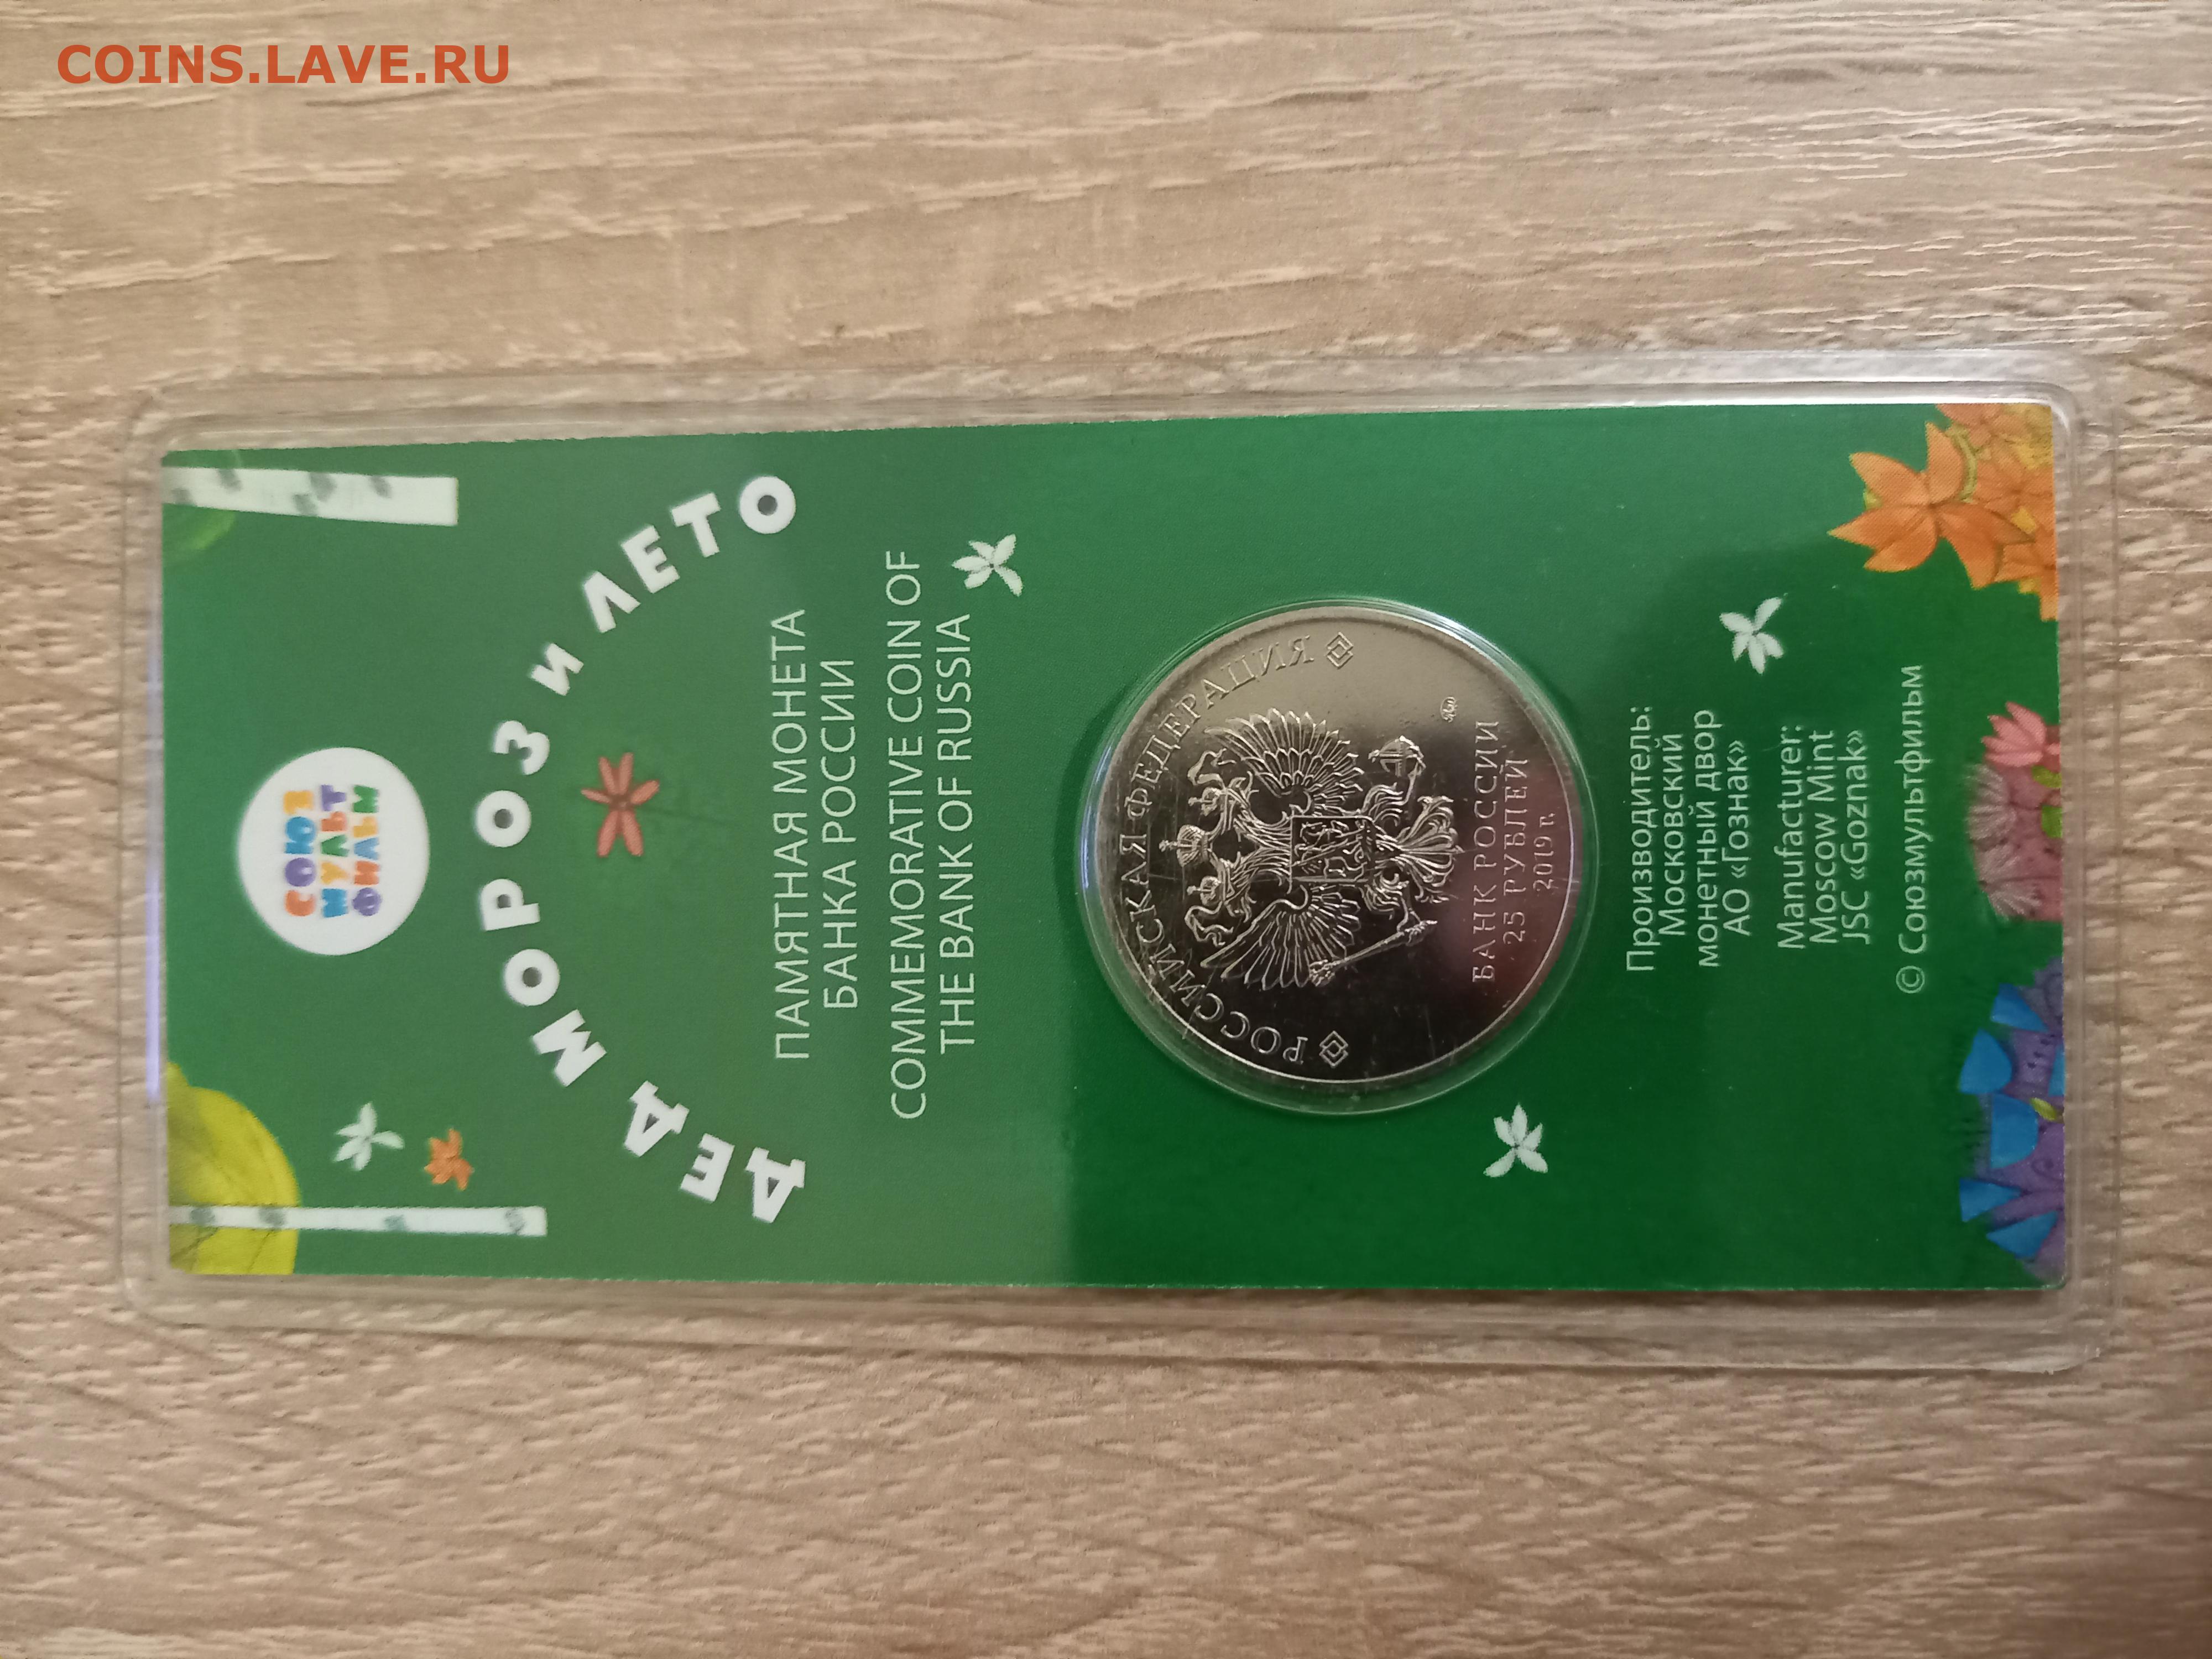 COINS.LAVE.RU
СОЮЗ
МУЛЬТ
ФИЛЬМ
ДЕД МОРОЗ и ЛЕТО
ПАМЯТНАЯ МОНЕТА
БАНКА РОССИИ
COMMEMORATIVE COIN OF
THE BANK OF RUSSIA
РОССИЙСКАЯ ФЕДЕРАЦИЯ
БАНК РОССИИ
25 РУБЛЕЙ
2019 г.
Производитель:
Московский
монетный двор
АО «Гознак»
Manufacturer:
Moscow Mint
JSC «Goznak»
© Союзмультфильм